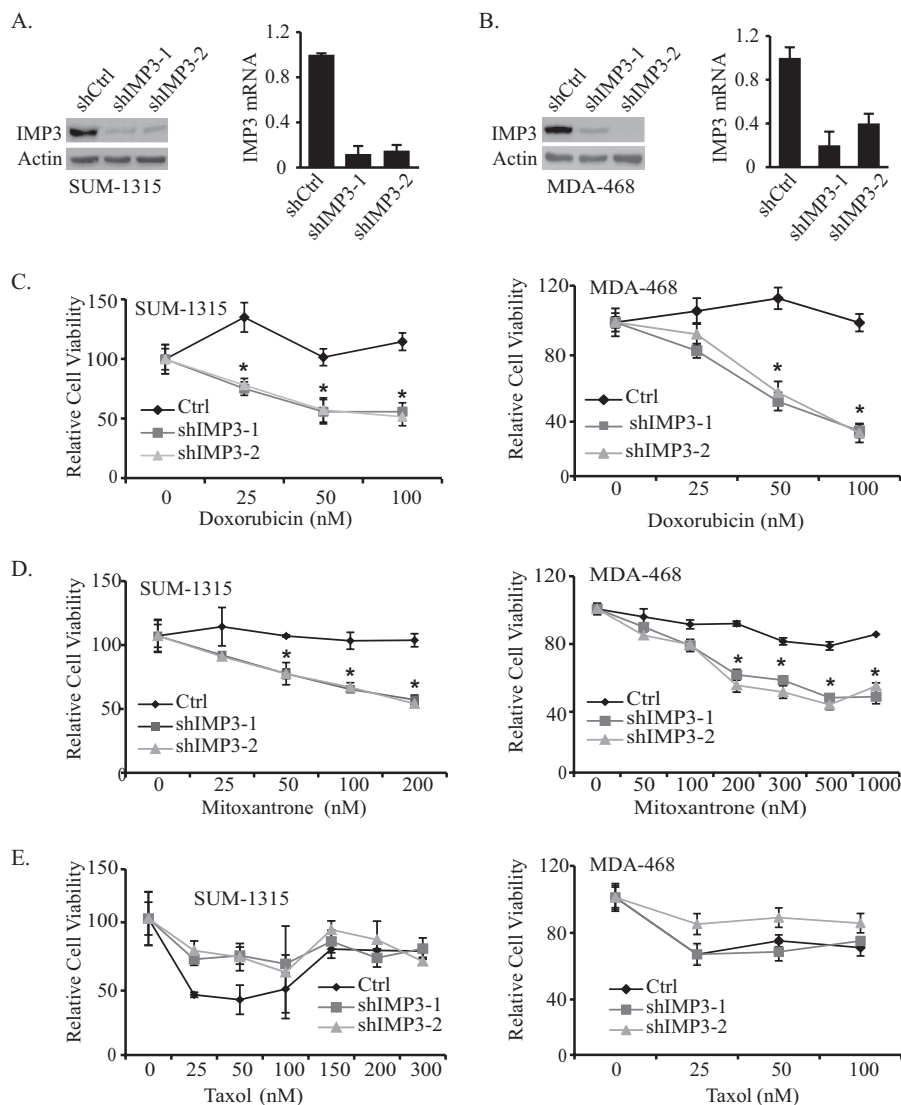 A.
shCtrl
shIMP3-1
shIMP3-2
IMP3
Actin
SUM-1315
IMP3 mRNA
1.2
0.8
0.4
0
shCtrl
shIMP3-1
shIMP3-2
B.
shCtrl
shIMP3-1
shIMP3-2
IMP3
Actin
MDA-468
IMP3 mRNA
1.2
0.8
0.4
0
shCtrl
shIMP3-1
shIMP3-2
C.
Relative Cell Viability
150
100
50
0
SUM-1315
* * *
Ctrl
shIMP3-1
shIMP3-2
0 25 50 100
Doxorubicin (nM)
Relative Cell Viability
120
80
40
0
MDA-468
* *
Ctrl
shIMP3-1
shIMP3-2
0 25 50 100
Doxorubicin (nM)
D.
Relative Cell Viability
150
100
50
0
SUM-1315
* * *
Ctrl
shIMP3-1
shIMP3-2
0 25 50 100 200
Mitoxantrone (nM)
Relative Cell Viability
120
80
40
0
MDA-468
* * * *
Ctrl
shIMP3-1
shIMP3-2
0 50 100 200 300 500 1000
Mitoxantrone (nM)
E.
Relative Cell Viability
150
100
50
0
SUM-1315
Ctrl
shIMP3-1
shIMP3-2
0 25 50 100 150 200 300
Taxol (nM)
Relative Cell Viability
120
80
40
0
MDA-468
Ctrl
shIMP3-1
shIMP3-2
0 25 50 100
Taxol (nM)